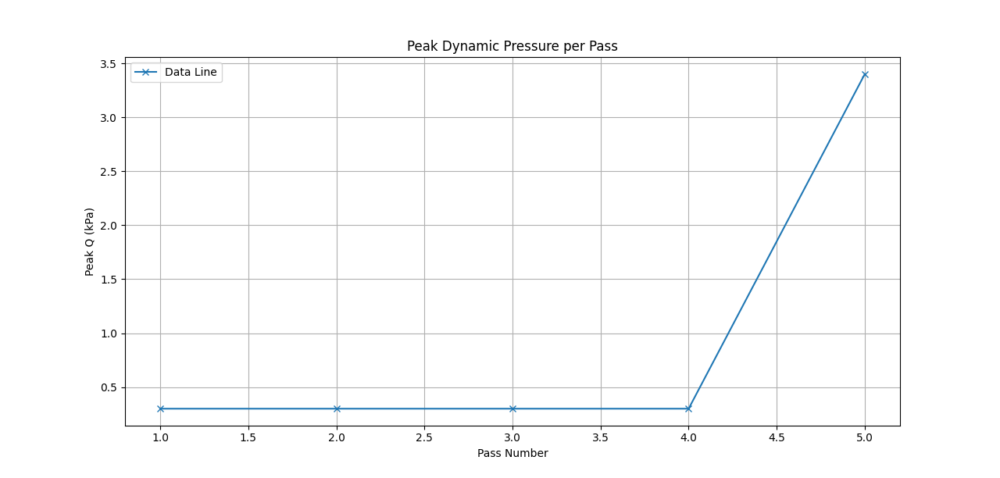 Peak Dynamic Pressure per Pass
Data Line
Peak Q (kPa)
3.5
3.0
2.5
2.0
1.5
1.0
0.5
1.0 1.5 2.0 2.5 3.0 3.5 4.0 4.5 5.0
Pass Number